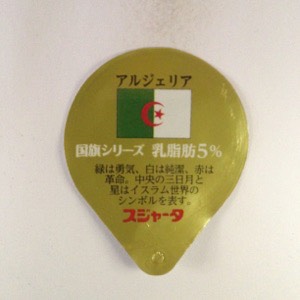 アルジェリア
国旗シリーズ 乳脂肪5%
緑は勇気、白は純潔、赤は
革命。中央の三日月と
星はイスラム世界の
シンボルを表す。
スジャータ